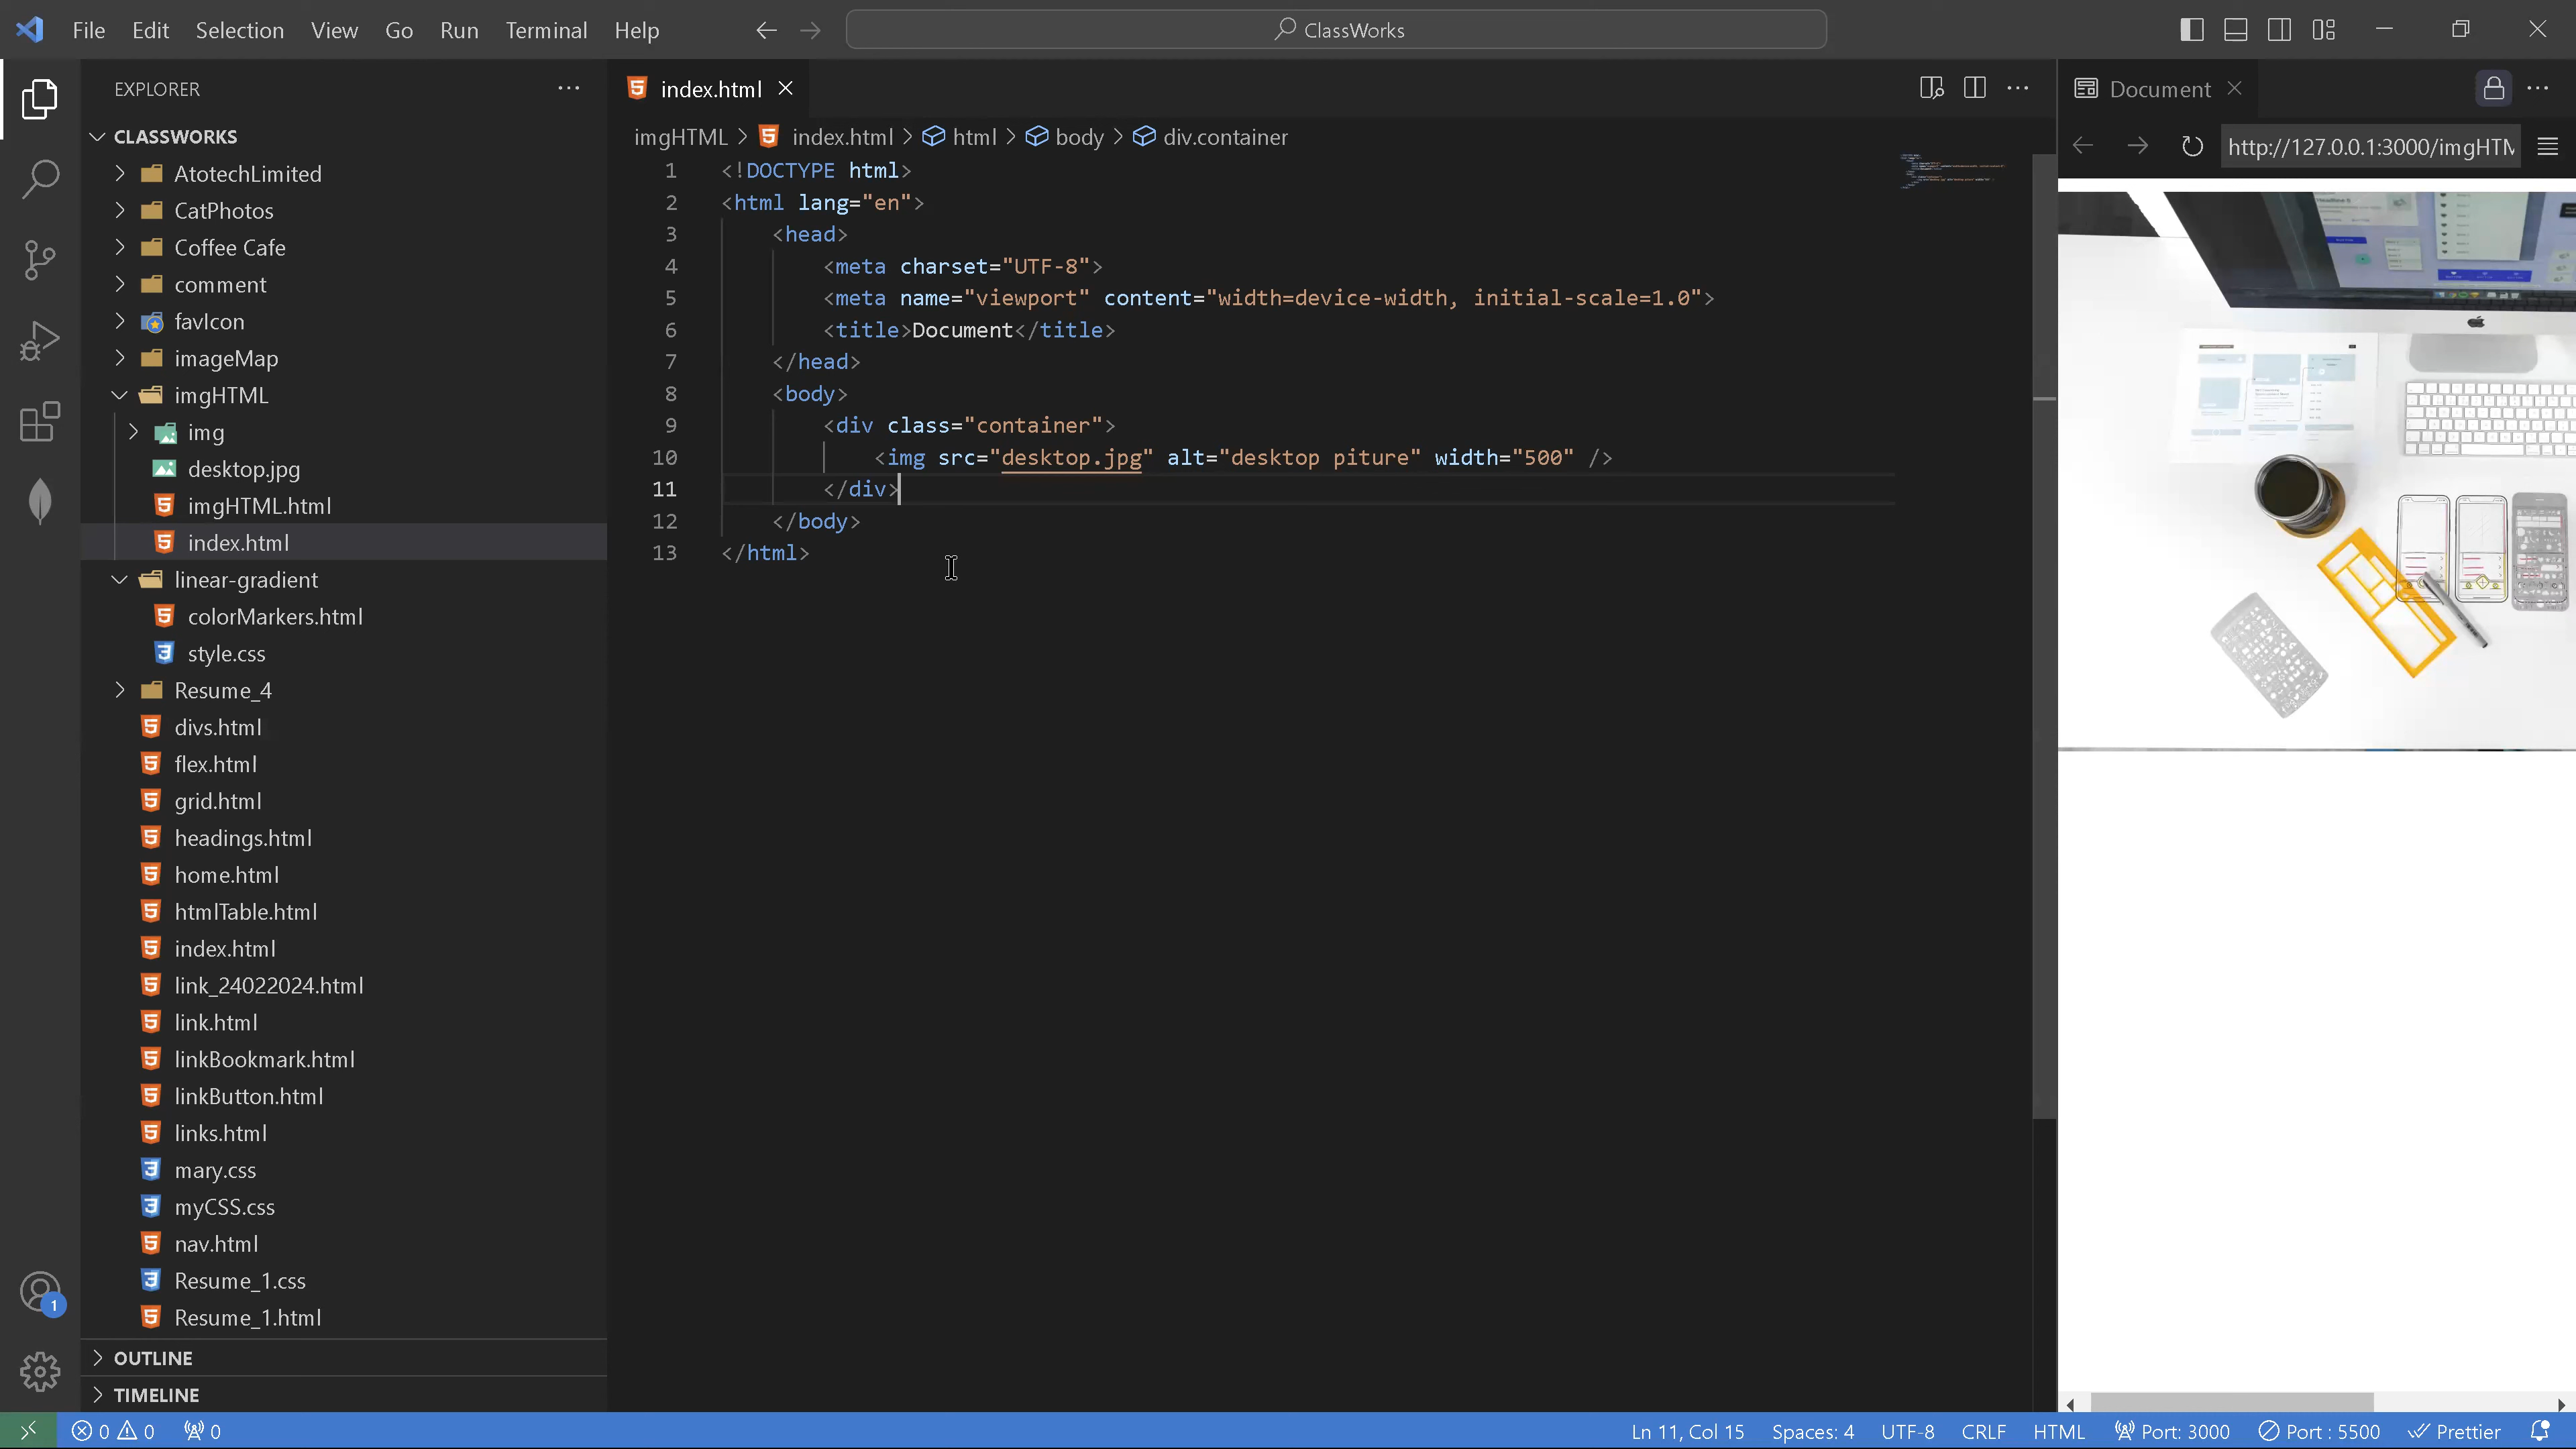 File Edit Selection View Go Run Terminal Help
ClassWorks
EXPLORER
CLASSWORKS
AtotechLimited
CatPhotos
Coffee Cafe
comment
favIcon
imageMap
imgHTML
img
desktop.jpg
imgHTML.html
index.html
linear-gradient
colorMarkers.html
style.css
Resume_4
divs.html
flex.html
grid.html
headings.html
home.html
htmlTable.html
index.html
link_24022024.html
link.html
linkBookmark.html
linkButton.html
links.html
mary.css
myCSS.css
nav.html
Resume_1.css
Resume_1.html
OUTLINE
TIMELINE
index.html
imgHTML > index.html > html > body > div.container
1 <!DOCTYPE html>
2 <html lang="en">
3 <head>
4 <meta charset="UTF-8">
5 <meta name="viewport" content="width=device-width, initial-scale=1.0">
6 <title>Document</title>
7 </head>
8 <body>
9 <div class="container">
10 <img src="desktop.jpg" alt="desktop piture" width="500" />
11 </div>
12 </body>
13 </html>
Document
http://127.0.0.1:3000/imgHTM
1
0 0 0
Ln 11, Col 15 Spaces: 4 UTF-8 CRLF HTML Port: 3000 Port : 5500 Prettier